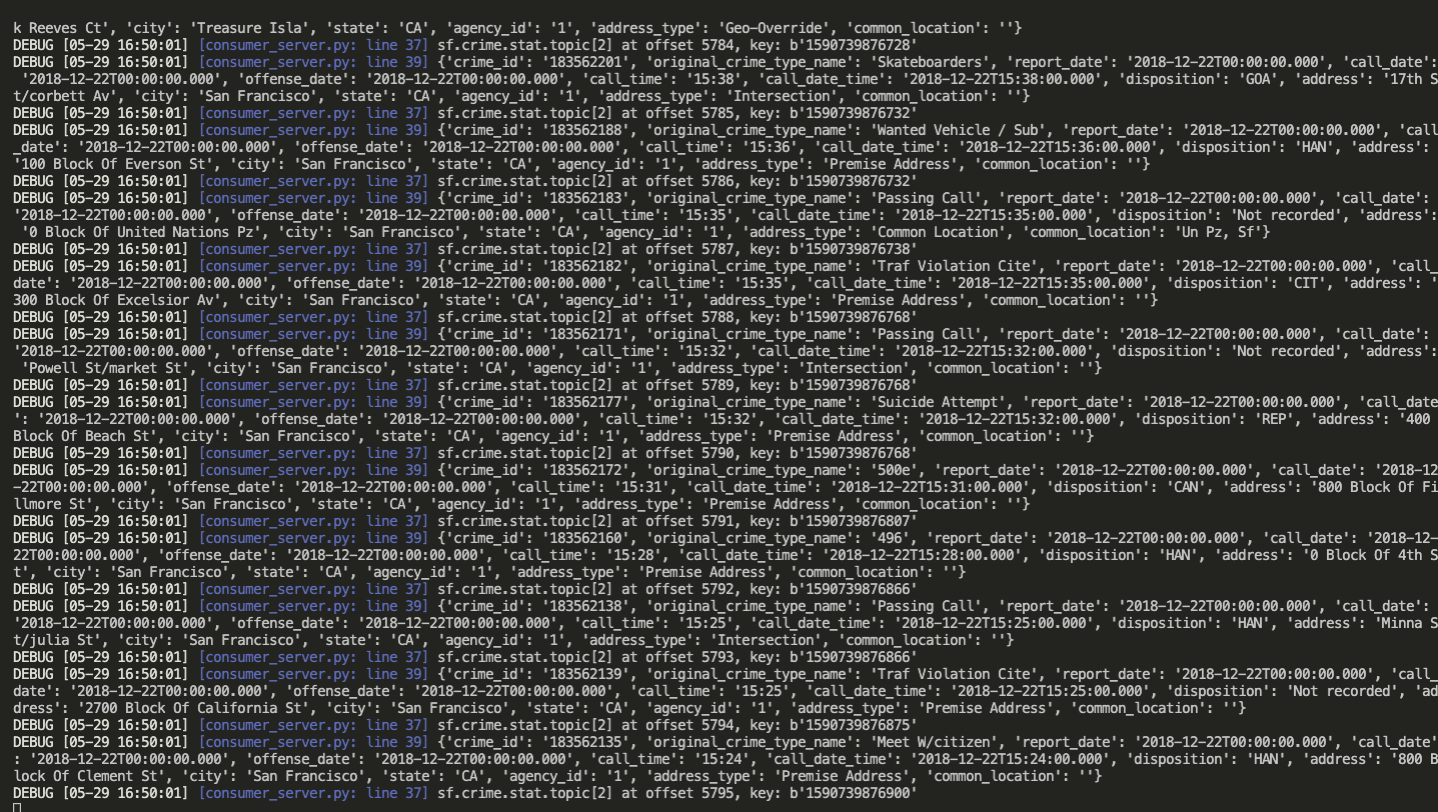 k Reeves Ct', 'city': 'Treasure Isla', 'state': 'CA', 'agency_id': '1', 'address_type': 'Geo-Override', 'common_location': ''}
DEBUG [05-29 16:50:01] [consumer_server.py: line 37] sf.crime.stat.topic[2] at offset 5784, key: b'1590739876728'
DEBUG [05-29 16:50:01] [consumer_server.py: line 39] {'crime_id': '183562201', 'original_crime_type_name': 'Skateboarders', 'report_date': '2018-12-22T00:00:00.000', 'call_date':
'2018-12-22T00:00:00.000', 'offense_date': '2018-12-22T00:00:00.000', 'call_time': '15:38', 'call_date_time': '2018-12-22T15:38:00.000', 'disposition': 'GOA', 'address': '17th S
t/corbett Av', 'city': 'San Francisco', 'state': 'CA', 'agency_id': '1', 'address_type': 'Intersection', 'common_location': ''}
DEBUG [05-29 16:50:01] [consumer_server.py: line 37] sf.crime.stat.topic[2] at offset 5785, key: b'1590739876732'
DEBUG [05-29 16:50:01] [consumer_server.py: line 39] {'crime_id': '183562188', 'original_crime_type_name': 'Wanted Vehicle / Sub', 'report_date': '2018-12-22T00:00:00.000', 'call
_date': '2018-12-22T00:00:00.000', 'offense_date': '2018-12-22T00:00:00.000', 'call_time': '15:36', 'call_date_time': '2018-12-22T15:36:00.000', 'disposition': 'HAN', 'address':
'100 Block Of Everson St', 'city': 'San Francisco', 'state': 'CA', 'agency_id': '1', 'address_type': 'Premise Address', 'common_location': ''}
DEBUG [05-29 16:50:01] [consumer_server.py: line 37] sf.crime.stat.topic[2] at offset 5786, key: b'1590739876732'
DEBUG [05-29 16:50:01] [consumer_server.py: line 39] {'crime_id': '183562183', 'original_crime_type_name': 'Passing Call', 'report_date': '2018-12-22T00:00:00.000', 'call_date':
'2018-12-22T00:00:00.000', 'offense_date': '2018-12-22T00:00:00.000', 'call_time': '15:35', 'call_date_time': '2018-12-22T15:35:00.000', 'disposition': 'Not recorded', 'address':
'0 Block Of United Nations Pz', 'city': 'San Francisco', 'state': 'CA', 'agency_id': '1', 'address_type': 'Common Location', 'common_location': 'Un Pz, Sf'}
DEBUG [05-29 16:50:01] [consumer_server.py: line 37] sf.crime.stat.topic[2] at offset 5787, key: b'1590739876738'
DEBUG [05-29 16:50:01] [consumer_server.py: line 39] {'crime_id': '183562182', 'original_crime_type_name': 'Traf Violation Cite', 'report_date': '2018-12-22T00:00:00.000', 'call_
date': '2018-12-22T00:00:00.000', 'offense_date': '2018-12-22T00:00:00.000', 'call_time': '15:35', 'call_date_time': '2018-12-22T15:35:00.000', 'disposition': 'CIT', 'address': '
300 Block Of Excelsior Av', 'city': 'San Francisco', 'state': 'CA', 'agency_id': '1', 'address_type': 'Premise Address', 'common_location': ''}
DEBUG [05-29 16:50:01] [consumer_server.py: line 37] sf.crime.stat.topic[2] at offset 5788, key: b'1590739876768'
DEBUG [05-29 16:50:01] [consumer_server.py: line 39] {'crime_id': '183562171', 'original_crime_type_name': 'Passing Call', 'report_date': '2018-12-22T00:00:00.000', 'call_date':
'2018-12-22T00:00:00.000', 'offense_date': '2018-12-22T00:00:00.000', 'call_time': '15:32', 'call_date_time': '2018-12-22T15:32:00.000', 'disposition': 'Not recorded', 'address':
'Powell St/market St', 'city': 'San Francisco', 'state': 'CA', 'agency_id': '1', 'address_type': 'Intersection', 'common_location': ''}
DEBUG [05-29 16:50:01] [consumer_server.py: line 37] sf.crime.stat.topic[2] at offset 5789, key: b'1590739876768'
DEBUG [05-29 16:50:01] [consumer_server.py: line 39] {'crime_id': '183562177', 'original_crime_type_name': 'Suicide Attempt', 'report_date': '2018-12-22T00:00:00.000', 'call_date
': '2018-12-22T00:00:00.000', 'offense_date': '2018-12-22T00:00:00.000', 'call_time': '15:32', 'call_date_time': '2018-12-22T15:32:00.000', 'disposition': 'REP', 'address': '400
Block Of Beach St', 'city': 'San Francisco', 'state': 'CA', 'agency_id': '1', 'address_type': 'Premise Address', 'common_location': ''}
DEBUG [05-29 16:50:01] [consumer_server.py: line 37] sf.crime.stat.topic[2] at offset 5790, key: b'1590739876768'
DEBUG [05-29 16:50:01] [consumer_server.py: line 39] {'crime_id': '183562172', 'original_crime_type_name': '500e', 'report_date': '2018-12-22T00:00:00.000', 'call_date': '2018-12
-22T00:00:00.000', 'offense_date': '2018-12-22T00:00:00.000', 'call_time': '15:31', 'call_date_time': '2018-12-22T15:31:00.000', 'disposition': 'CAN', 'address': '800 Block Of Fi
llmore St', 'city': 'San Francisco', 'state': 'CA', 'agency_id': '1', 'address_type': 'Premise Address', 'common_location': ''}
DEBUG [05-29 16:50:01] [consumer_server.py: line 37] sf.crime.stat.topic[2] at offset 5791, key: b'1590739876807'
DEBUG [05-29 16:50:01] [consumer_server.py: line 39] {'crime_id': '183562160', 'original_crime_type_name': '496', 'report_date': '2018-12-22T00:00:00.000', 'call_date': '2018-12-
22T00:00:00.000', 'offense_date': '2018-12-22T00:00:00.000', 'call_time': '15:28', 'call_date_time': '2018-12-22T15:28:00.000', 'disposition': 'HAN', 'address': '0 Block Of 4th S
t', 'city': 'San Francisco', 'state': 'CA', 'agency_id': '1', 'address_type': 'Premise Address', 'common_location': ''}
DEBUG [05-29 16:50:01] [consumer_server.py: line 37] sf.crime.stat.topic[2] at offset 5792, key: b'1590739876866'
DEBUG [05-29 16:50:01] [consumer_server.py: line 39] {'crime_id': '183562138', 'original_crime_type_name': 'Passing Call', 'report_date': '2018-12-22T00:00:00.000', 'call_date':
'2018-12-22T00:00:00.000', 'offense_date': '2018-12-22T00:00:00.000', 'call_time': '15:25', 'call_date_time': '2018-12-22T15:25:00.000', 'disposition': 'HAN', 'address': 'Minna S
t/julia St', 'city': 'San Francisco', 'state': 'CA', 'agency_id': '1', 'address_type': 'Intersection', 'common_location': ''}
DEBUG [05-29 16:50:01] [consumer_server.py: line 37] sf.crime.stat.topic[2] at offset 5793, key: b'1590739876866'
DEBUG [05-29 16:50:01] [consumer_server.py: line 39] {'crime_id': '183562139', 'original_crime_type_name': 'Traf Violation Cite', 'report_date': '2018-12-22T00:00:00.000', 'call_
date': '2018-12-22T00:00:00.000', 'offense_date': '2018-12-22T00:00:00.000', 'call_time': '15:25', 'call_date_time': '2018-12-22T15:25:00.000', 'disposition': 'Not recorded', 'ad
dress': '2700 Block Of California St', 'city': 'San Francisco', 'state': 'CA', 'agency_id': '1', 'address_type': 'Premise Address', 'common_location': ''}
DEBUG [05-29 16:50:01] [consumer_server.py: line 37] sf.crime.stat.topic[2] at offset 5794, key: b'1590739876875'
DEBUG [05-29 16:50:01] [consumer_server.py: line 39] {'crime_id': '183562135', 'original_crime_type_name': 'Meet W/citizen', 'report_date': '2018-12-22T00:00:00.000', 'call_date'
: '2018-12-22T00:00:00.000', 'offense_date': '2018-12-22T00:00:00.000', 'call_time': '15:24', 'call_date_time': '2018-12-22T15:24:00.000', 'disposition': 'HAN', 'address': '800 B
lock Of Clement St', 'city': 'San Francisco', 'state': 'CA', 'agency_id': '1', 'address_type': 'Premise Address', 'common_location': ''}
DEBUG [05-29 16:50:01] [consumer_server.py: line 37] sf.crime.stat.topic[2] at offset 5795, key: b'1590739876900'